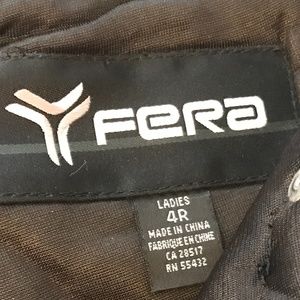 FERA
LADIES
4R
MADE IN CHINA
FABRIQUE EN CHINE
CA 28517
RN 55432